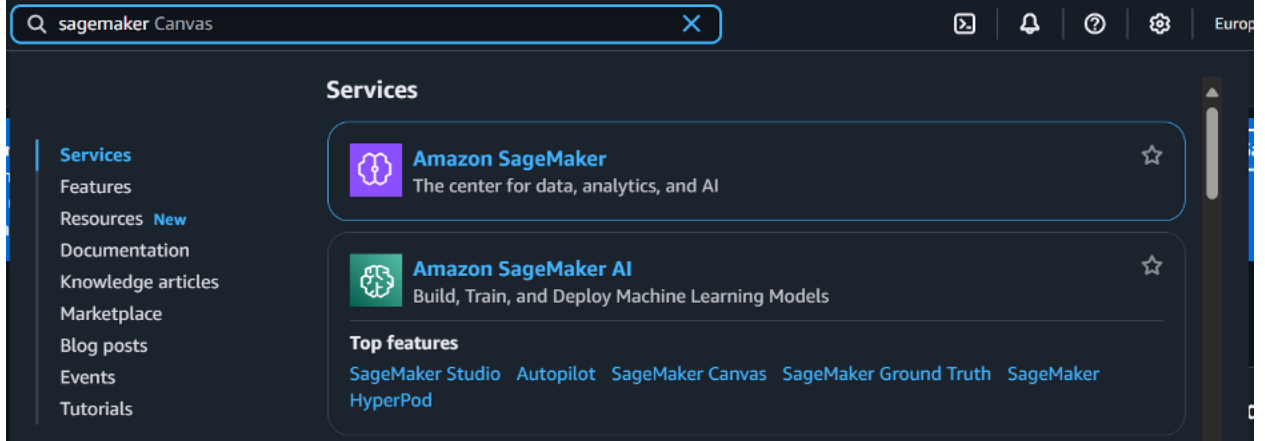 sagemaker Canvas
Europ
Services
Features
Resources New
Documentation
Knowledge articles
Marketplace
Blog posts
Events
Tutorials
Services
Amazon SageMaker
The center for data, analytics, and AI
Amazon SageMaker AI
Build, Train, and Deploy Machine Learning Models
Top features
SageMaker Studio Autopilot SageMaker Canvas SageMaker Ground Truth SageMaker
HyperPod